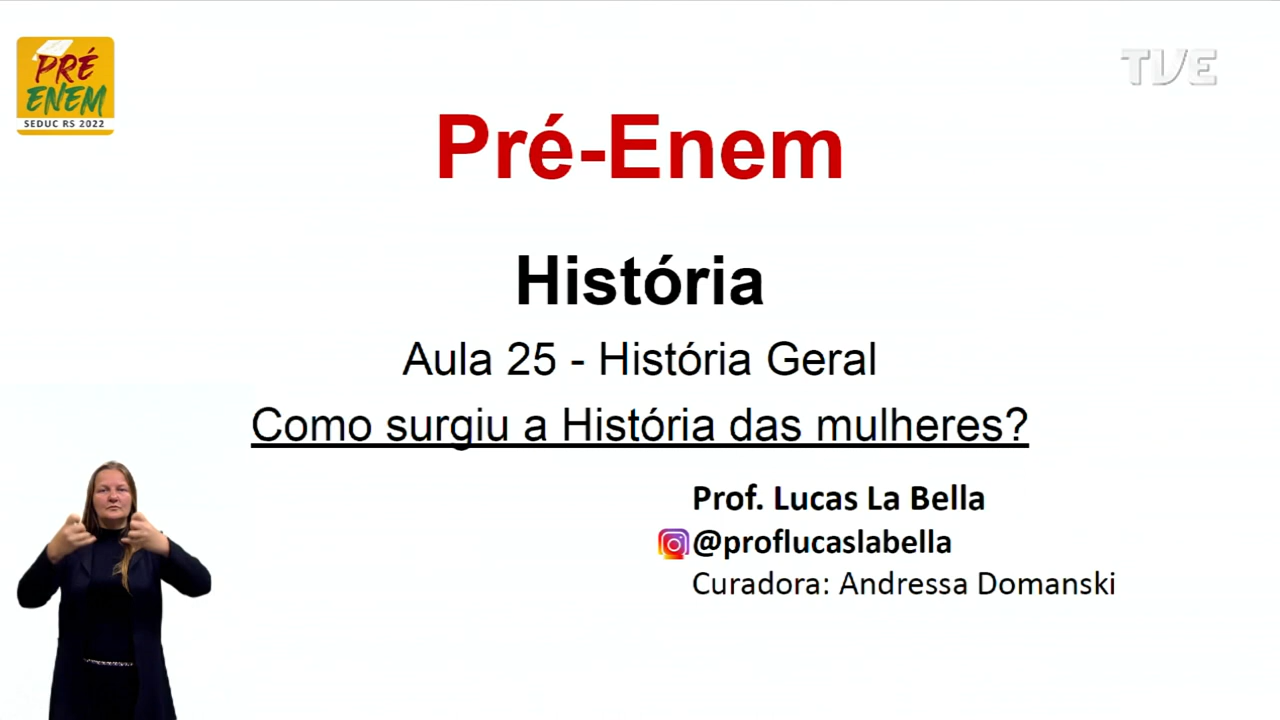 PRÉ
ENEM
SEDUC RS 2022
TVE
Pré-Enem
História
Aula 25 - História Geral
Como surgiu a História das mulheres?
Prof. Lucas La Bella
@proflucaslabella
Curadora: Andressa Domanski